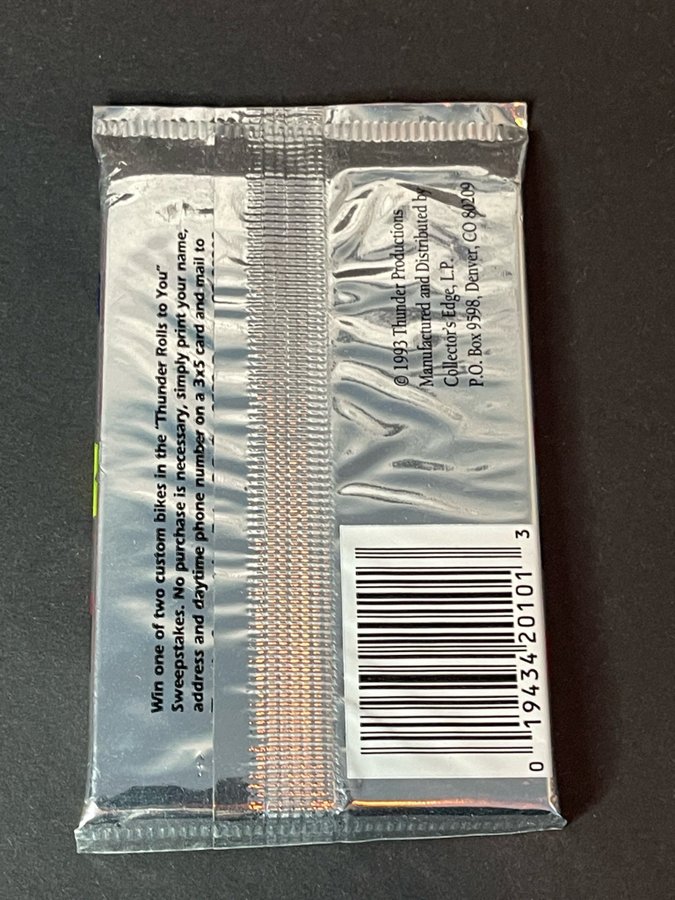 Win one of two custom bikes in the "Thunder Rolls to You"
Sweepstakes. No purchase is necessary, simply print your name,
address and daytime phone number on a 3x5 card and mail to
© 1993 Thunder Productions
Manufactured and Distributed by
Collector's Edge, L.P.
P.O. Box 9598, Denver, CO 80209
0 19434 20101 3